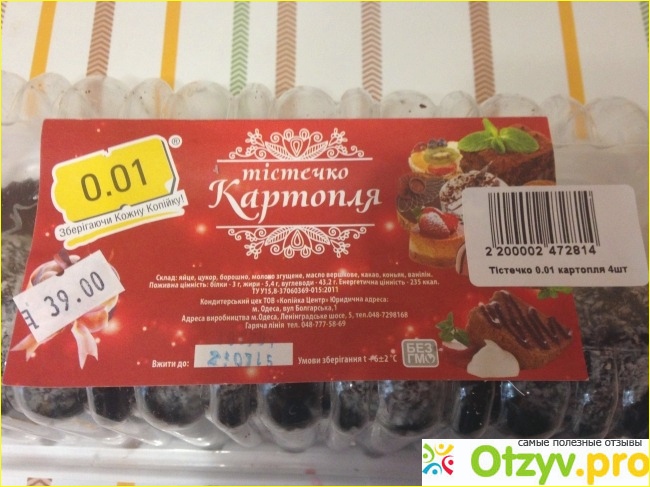 0.01
®
Зберігаючи Кожну Копійку!
тістечко
Картопля
39.00
2 200002 472814
Тістечко 0.01 картопля 4шт
Склад: яйце, цукор, борошно, молоко згущене, масло вершкове, какао, коньяк, ванілін.
Поживна цінність: білки - 3 г, жири - 5,4 г, вуглеводи - 43,2 г. Енергетична цінність - 235 ккал.
ТУ У15,8-37060369-015:2011
Кондитерський цех ТОВ «Копійка Центр» Юридична адреса:
м. Одеса, вул Болгарська,1
Адреса виробництва м.Одеса, Ленінградське шосе, 5, тел.048-7298168
Гаряча лінія тел. 048-777-58-69
Вжити до:
Умови зберігання t +6±2 °C
БЕЗ
ГМО
самые полезные отзывы
Otzyv.pro